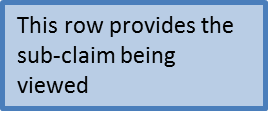 This row provides the
sub-claim being
viewed